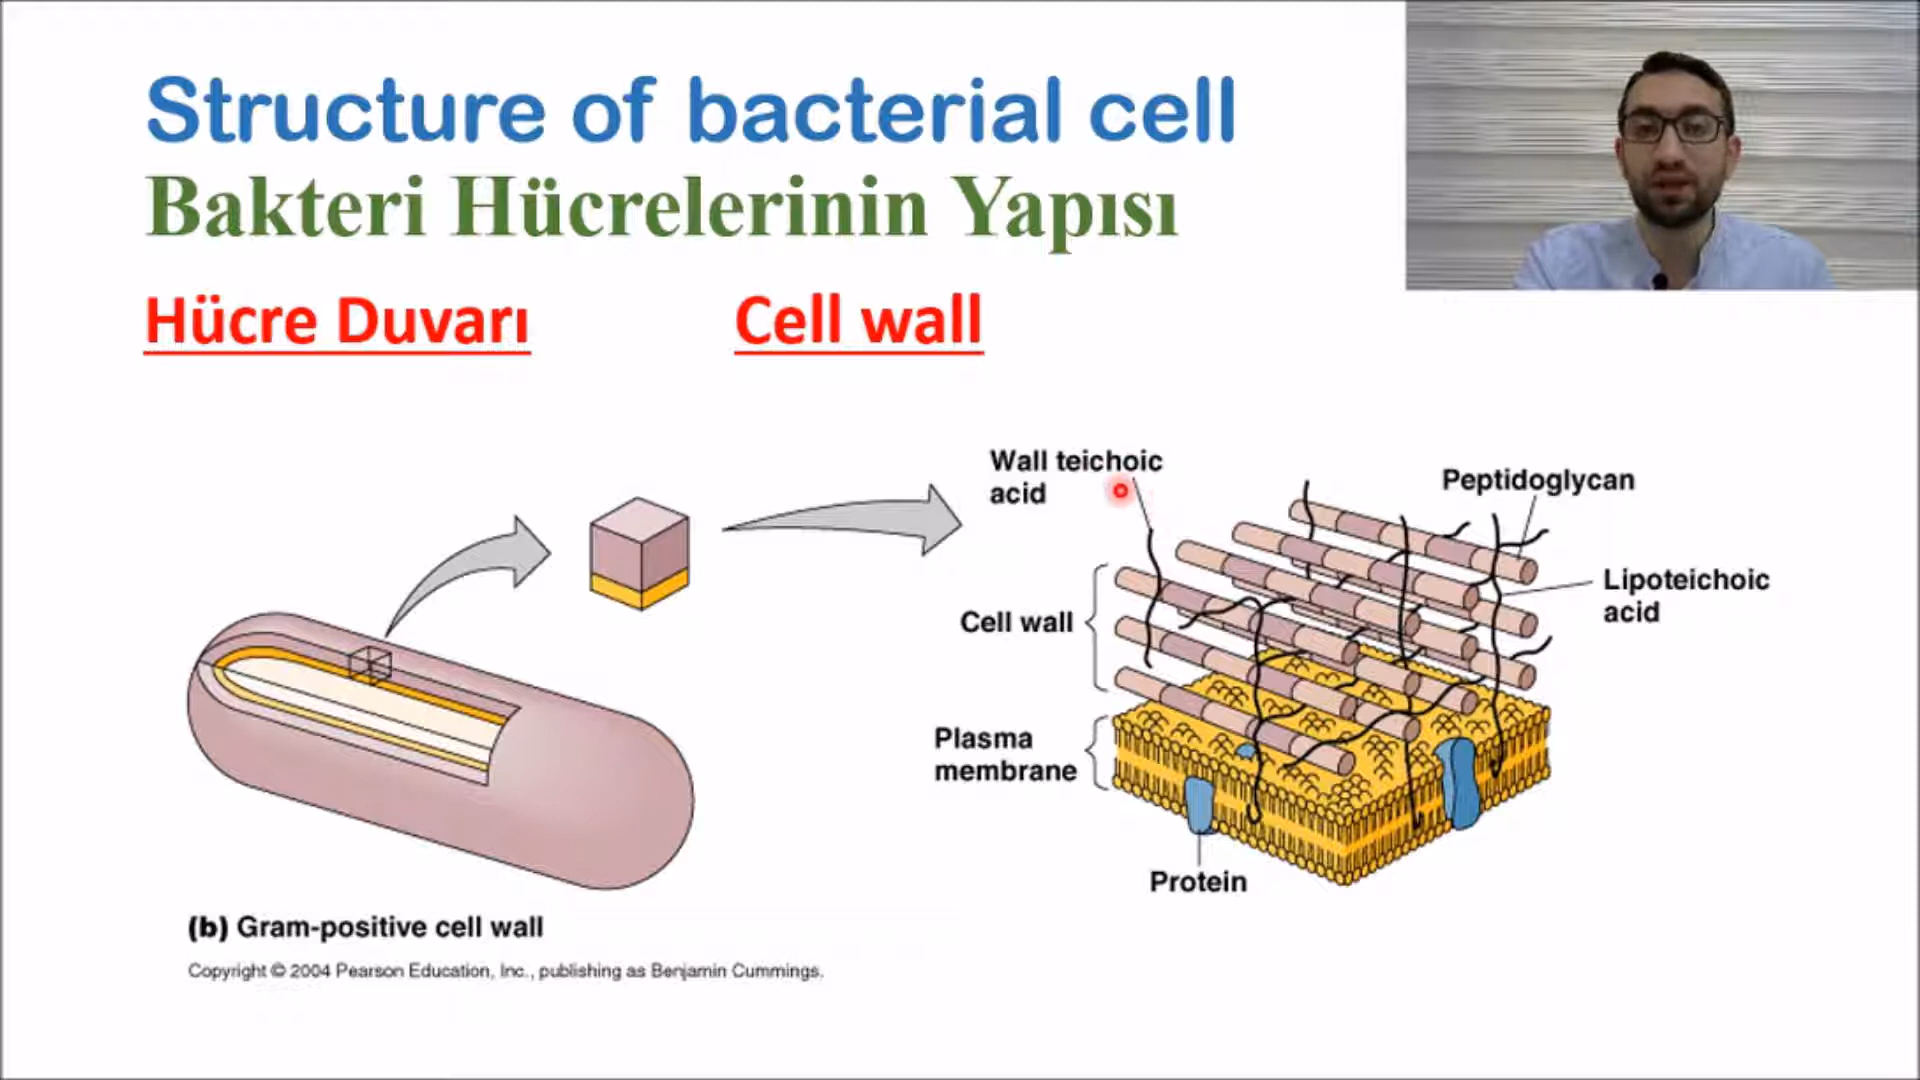 Structure of bacterial cell
Bakteri Hücrelerinin Yapısı
Hücre Duvarı
Cell wall
Wall teichoic
acid
Peptidoglycan
Lipoteichoic
acid
Cell wall
Plasma
membrane
Protein
(b) Gram-positive cell wall
Copyright © 2004 Pearson Education, Inc., publishing as Benjamin Cummings.